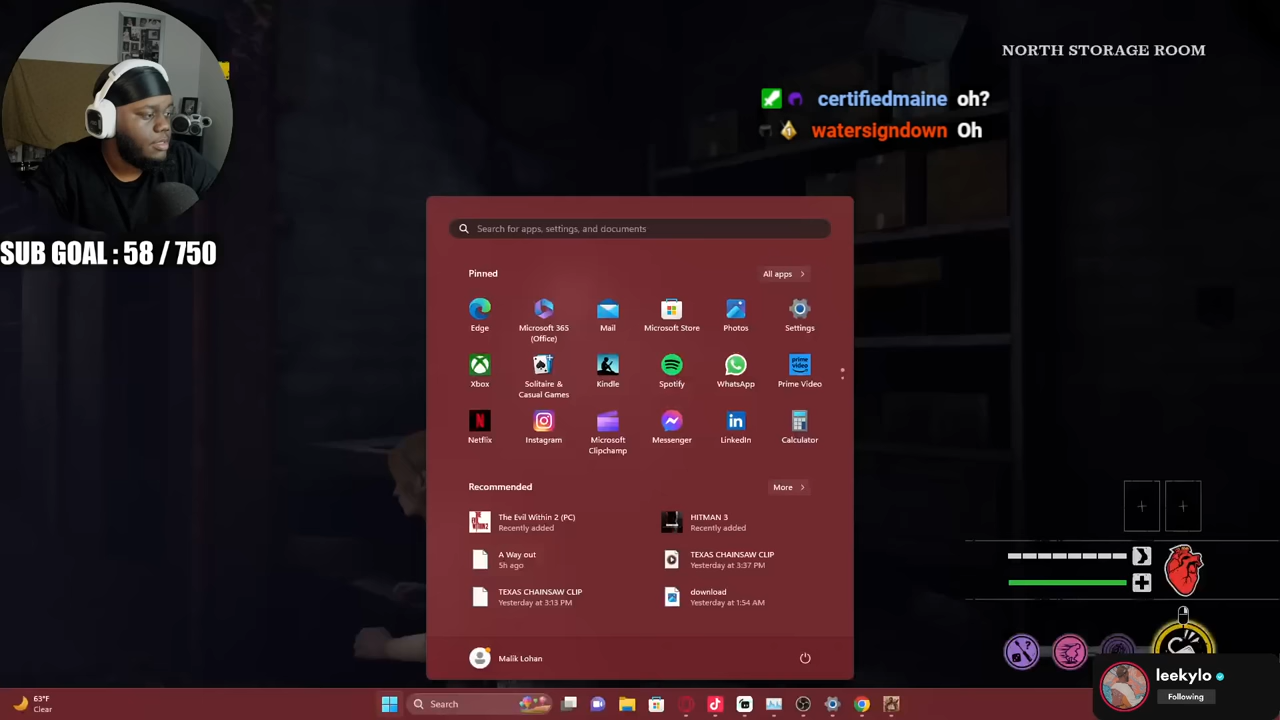 NORTH STORAGE ROOM
certifiedmaine oh?
watersigndown Oh
SUB GOAL : 58 / 750
Search for apps, settings, and documents
Pinned
All apps
Edge
Microsoft 365 (Office)
Mail
Microsoft Store
Photos
Settings
Xbox
Solitaire & Casual Games
Kindle
Spotify
WhatsApp
Prime Video
Netflix
Instagram
Microsoft Clipchamp
Messenger
LinkedIn
Calculator
Recommended
More
The Evil Within 2 (PC)
Recently added
HITMAN 3
Recently added
A Way out
5h ago
TEXAS CHAINSAW CLIP
Yesterday at 3:37 PM
TEXAS CHAINSAW CLIP
Yesterday at 3:13 PM
download
Yesterday at 1:54 AM
Malik Lohan
leekylo
Following
63°F
Clear
Search